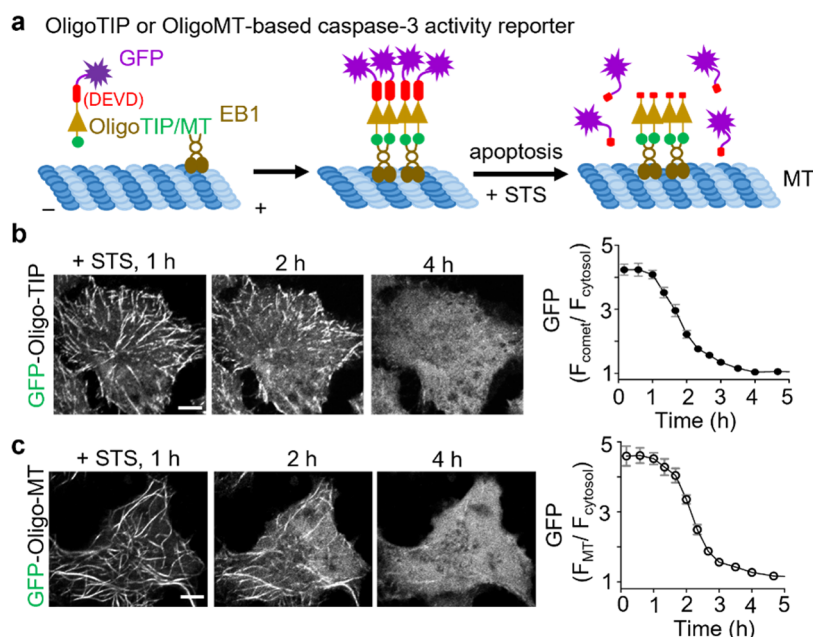 a OligoTIP or OligoMT-based caspase-3 activity reporter
GFP
(DEVD)
OligoTIP/MT
EB1
apoptosis
+ STS
MT
–
+
b
+ STS, 1 h
2 h
4 h
GFP-Oligo-TIP
GFP
(Fcomet/ Fcytosol)
5
3
1
0 1 2 3 4 5
Time (h)
c
+ STS, 1 h
2 h
4 h
GFP-Oligo-MT
GFP
(FMT/ Fcytosol)
5
3
1
0 1 2 3 4 5
Time (h)